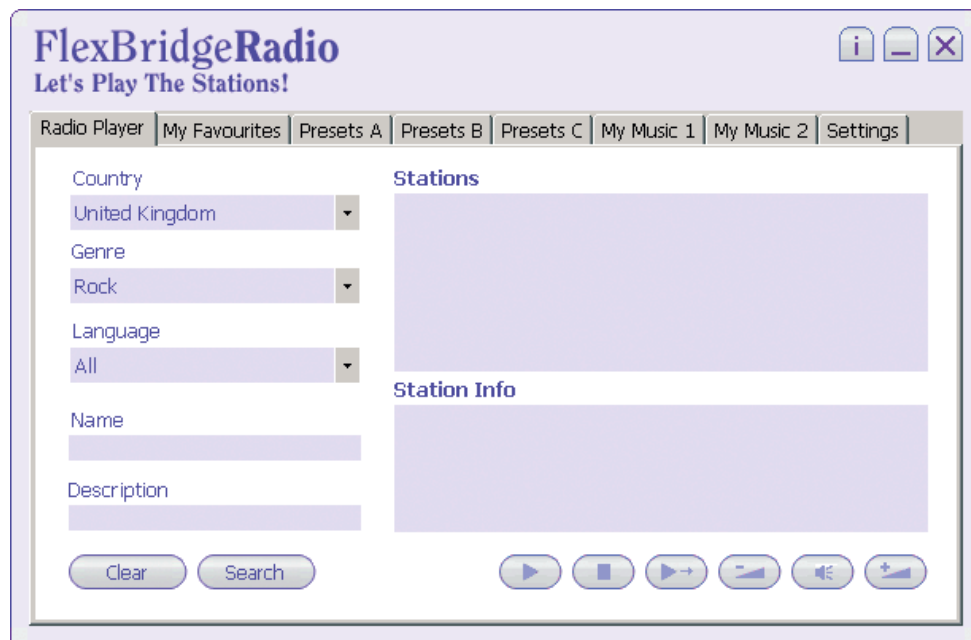 FlexBridgeRadio
Let's Play The Stations!
i
Radio Player My Favourites Presets A Presets B Presets C My Music 1 My Music 2 Settings
Country
United Kingdom
Genre
Rock
Language
All
Name
Description
Clear Search
Stations
Station Info